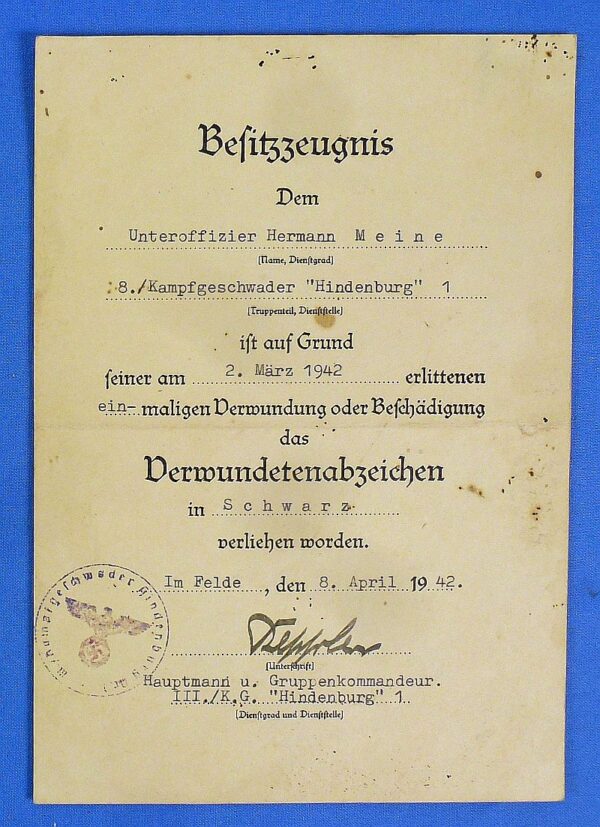 Besitzzeugnis
Dem
Unteroffizier Hermann Meine
(Name, Dienstgrad)
8./Kampfgeschwader "Hindenburg" 1
(Truppenteil, Dienststelle)
ist auf Grund
seiner am 2. März 1942 erlittenen
ein- maligen Verwundung oder Beschädigung
das
Verwundetenabzeichen
in Schwarz
verliehen worden.
Im Felde, den 8. April 1942.
(Unterschrift)
Hauptmann u. Gruppenkommandeur.
III./K.G. "Hindenburg" 1
(Dienstgrad und Dienststelle)
Kampfgeschwader Hindenburg